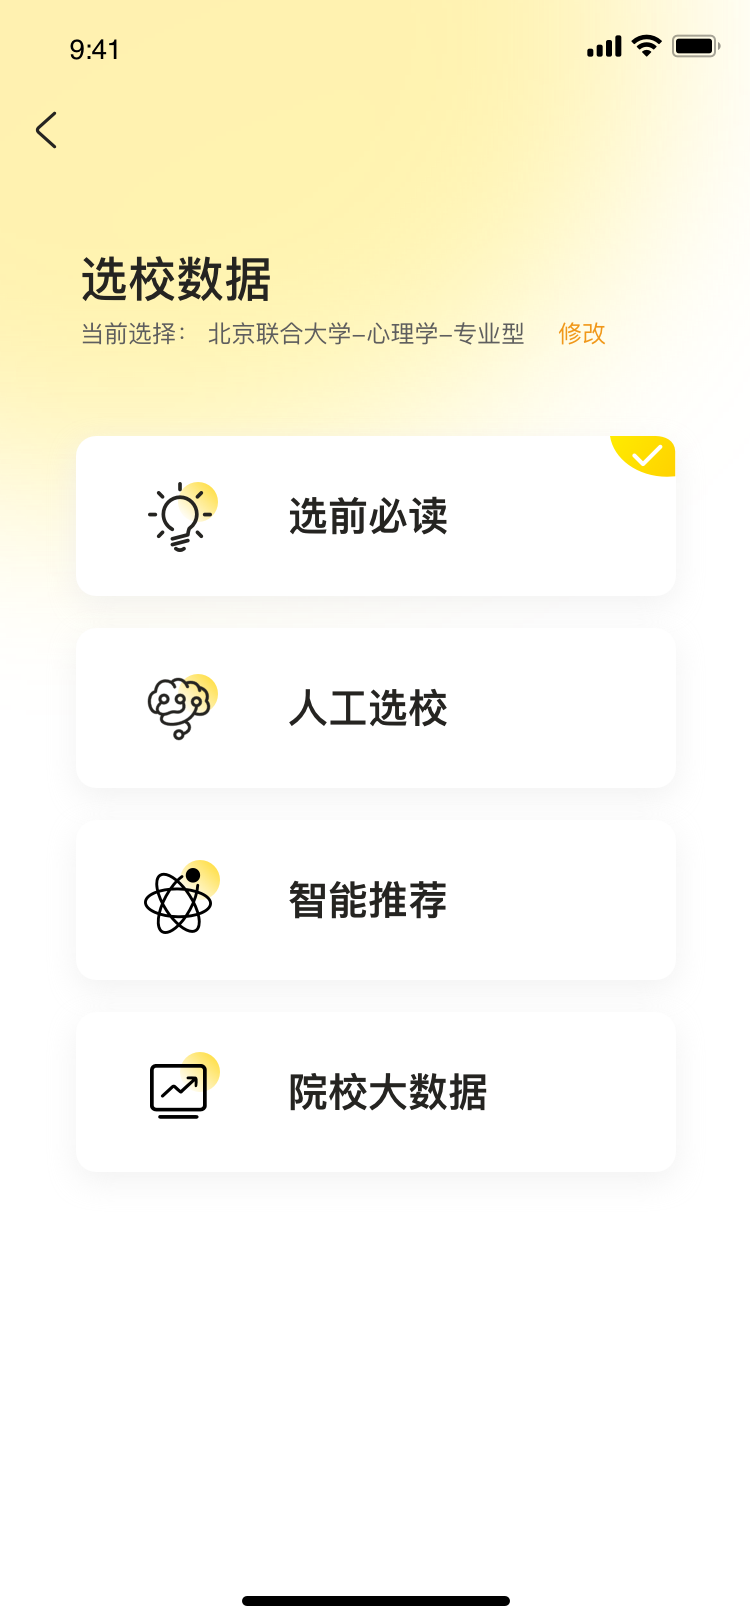 9:41
选校数据
当前选择： 北京联合大学–心理学–专业型 修改
选前必读
人工选校
智能推荐
院校大数据